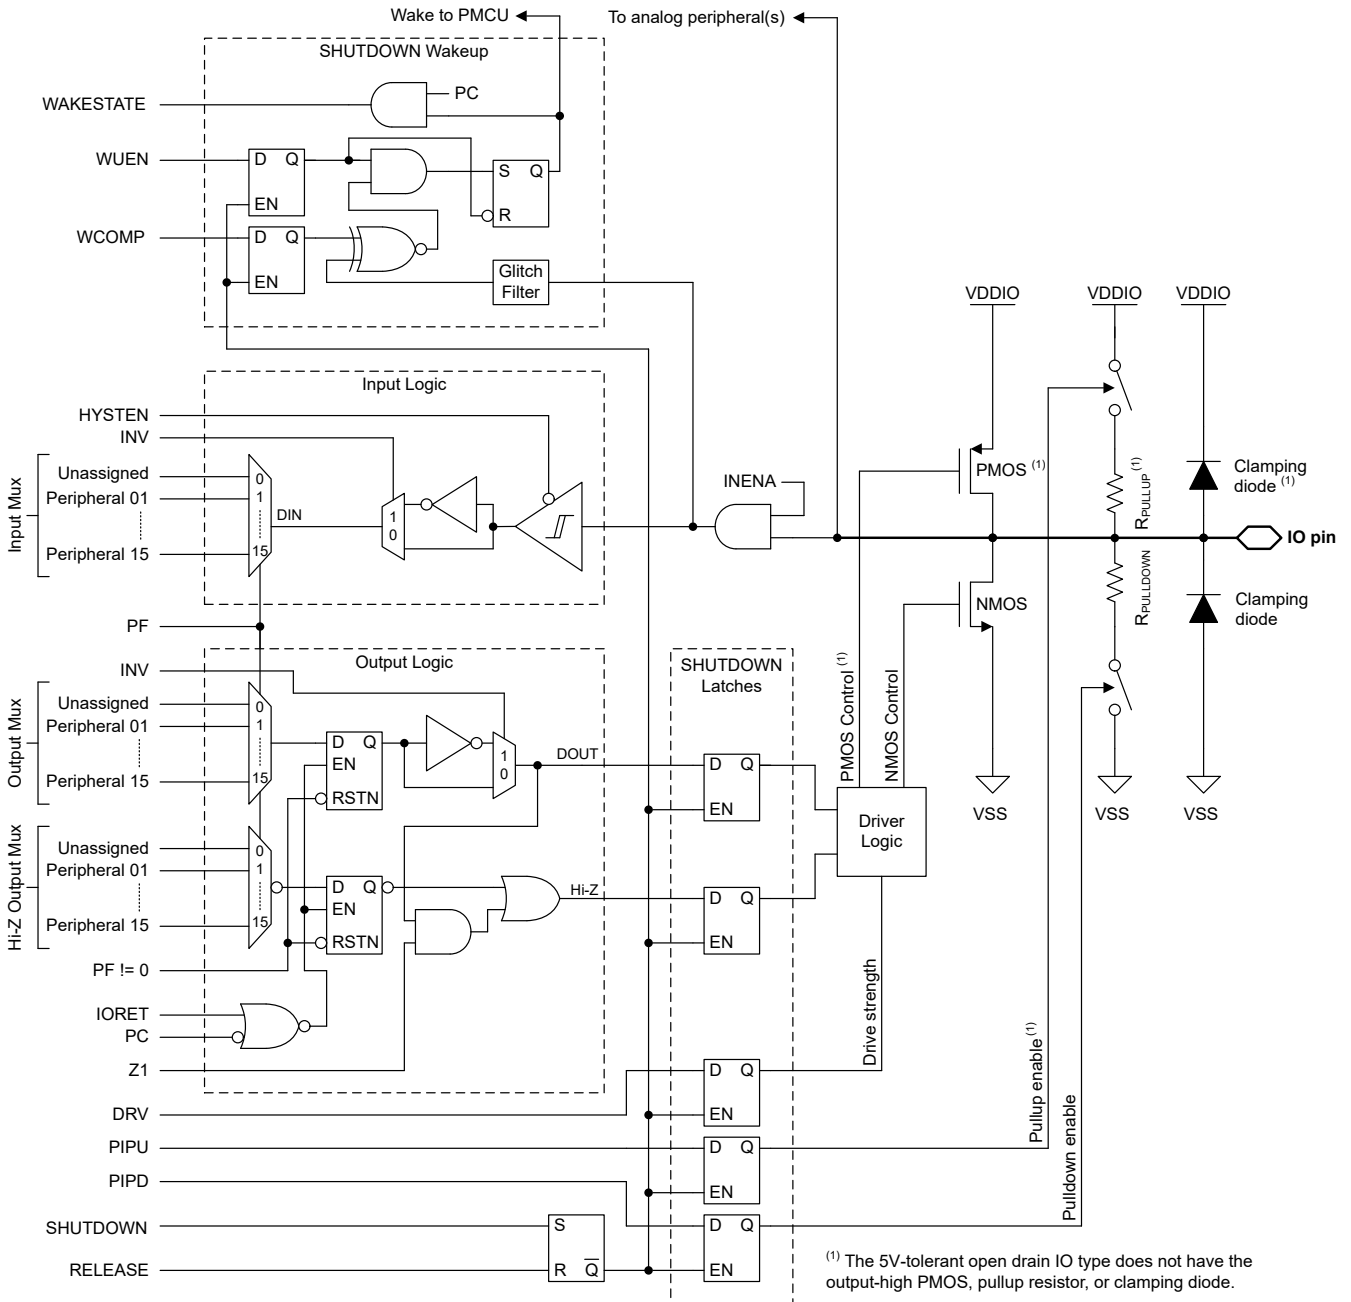 Wake to PMCU
To analog peripheral(s)
SHUTDOWN Wakeup
WAKESTATE
PC
WUEN
D Q
EN
S Q
R
WCOMP
D Q
EN
Glitch
Filter
VDDIO
VDDIO
VDDIO
Input Logic
HYSTEN
INV
Input Mux
Unassigned
Peripheral 01
Peripheral 15
0
1
15
DIN
1
0
INENA
PMOS (1)
RPULLUP (1)
Clamping
diode (1)
IO pin
NMOS
RPULLDOWN
Clamping
diode
PF
INV
Output Logic
SHUTDOWN
Latches
Output Mux
Unassigned
Peripheral 01
Peripheral 15
0
1
15
D Q
EN
RSTN
1
0
DOUT
D Q
EN
PMOS Control (1)
NMOS Control
Driver
Logic
VSS
VSS
VSS
Hi-Z Output Mux
Unassigned
Peripheral 01
Peripheral 15
0
1
15
D Q
EN
RSTN
Hi-Z
D Q
EN
PF != 0
IORET
PC
Z1
Drive strength
DRV
D Q
EN
Pullup enable (1)
Pulldown enable
PIPU
D Q
EN
PIPD
SHUTDOWN
S
D Q
RELEASE
R Q
EN
(1) The 5V-tolerant open drain IO type does not have the
output-high PMOS, pullup resistor, or clamping diode.